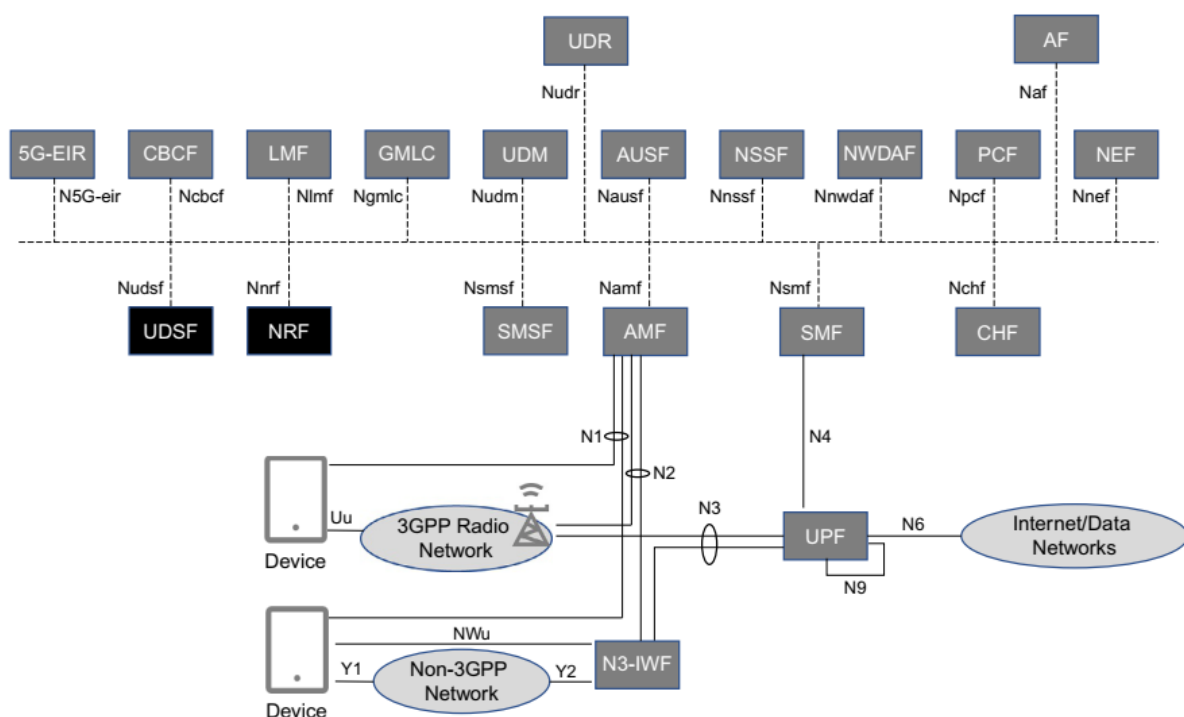 UDR
AF
Nudr
Naf
5G-EIR
CBCF
LMF
GMLC
UDM
AUSF
NSSF
NWDAF
PCF
NEF
N5G-eir
Ncbcf
Nlmf
Ngmlc
Nudm
Nausf
Nnssf
Nnwdaf
Npcf
Nnef
Nudsf
Nnrf
Nsmsf
Namf
Nsmf
Nchf
UDSF
NRF
SMSF
AMF
SMF
CHF
N1
N4
N2
Uu
3GPP Radio
Network
Device
N3
UPF
N6
Internet/Data
Networks
N9
NWu
Y1
Non-3GPP
Network
Y2
N3-IWF
Device